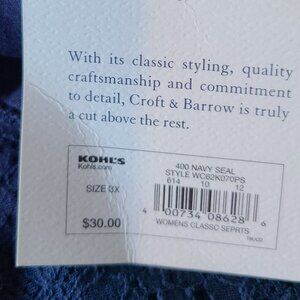 With its classic styling, quality
craftsmanship and commitment
to detail, Croft & Barrow is truly
a cut above the rest.
KOHL'S
Kohls.com
400 NAVY SEAL
STYLE WC62K070PS
614 10 12
SIZE 3X
4 00734 08628 6
$30.00
WOMENS CLASSC SEPRTS